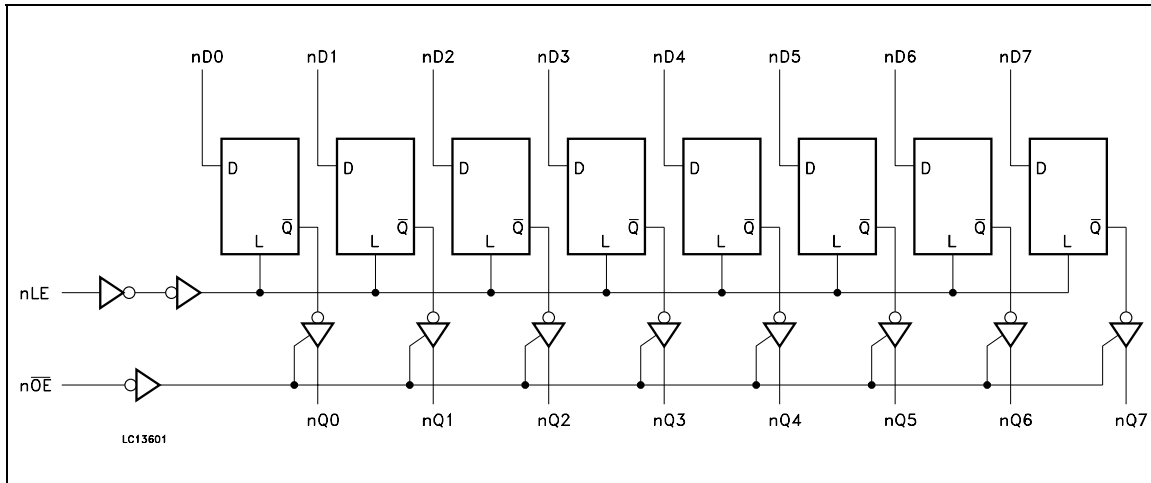 nD0 nD1 nD2 nD3 nD4 nD5 nD6 nD7
D D D D D D D D
Q̅ Q̅ Q̅ Q̅ Q̅ Q̅ Q̅ Q̅
L L L L L L L L
nLE
nO̅E̅
nQ0 nQ1 nQ2 nQ3 nQ4 nQ5 nQ6 nQ7
LC13601